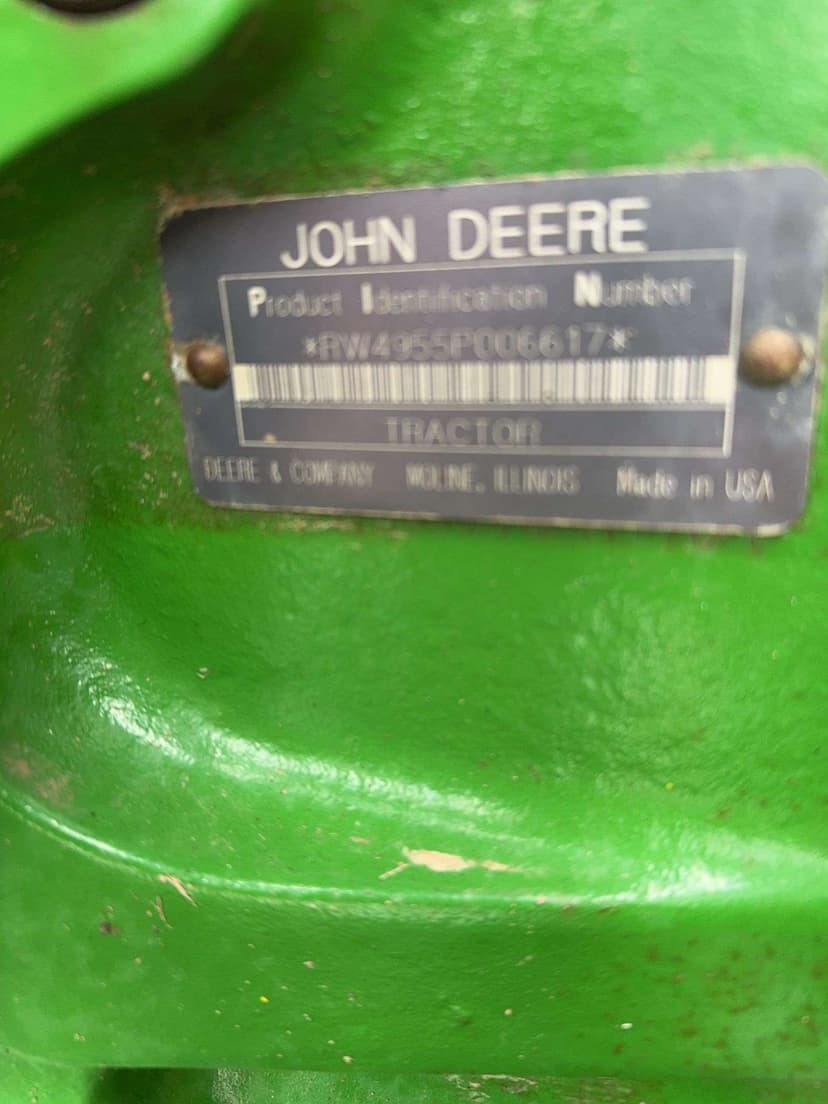 JOHN DEERE
Product Identification Number
*RW4955P006617*
TRACTOR
DEERE & COMPANY MOLINE, ILLINOIS Made in USA